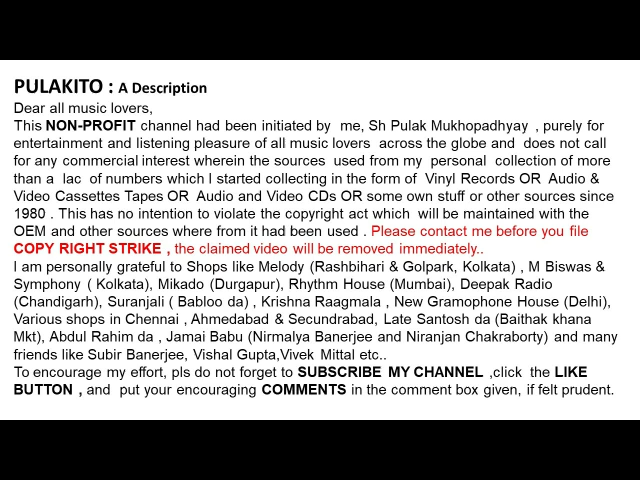 PULAKITO : A Description
Dear all music lovers,
This NON-PROFIT channel had been initiated by me, Sh Pulak Mukhopadhyay , purely for
entertainment and listening pleasure of all music lovers across the globe and does not call
for any commercial interest wherein the sources used from my personal collection of more
than a lac of numbers which I started collecting in the form of Vinyl Records OR Audio &
Video Cassettes Tapes OR Audio and Video CDs OR some own stuff or other sources since
1980 . This has no intention to violate the copyright act which will be maintained with the
OEM and other sources where from it had been used . Please contact me before you file
COPY RIGHT STRIKE , the claimed video will be removed immediately..
I am personally grateful to Shops like Melody (Rashbihari & Golpark, Kolkata) , M Biswas &
Symphony ( Kolkata), Mikado (Durgapur), Rhythm House (Mumbai), Deepak Radio
(Chandigarh), Suranjali ( Babloo da) , Krishna Raagmala , New Gramophone House (Delhi),
Various shops in Chennai , Ahmedabad & Secundrabad, Late Santosh da (Baithak khana
Mkt), Abdul Rahim da , Jamai Babu (Nirmalya Banerjee and Niranjan Chakraborty) and many
friends like Subir Banerjee, Vishal Gupta,Vivek Mittal etc..
To encourage my effort, pls do not forget to SUBSCRIBE MY CHANNEL ,click the LIKE
BUTTON , and put your encouraging COMMENTS in the comment box given, if felt prudent.